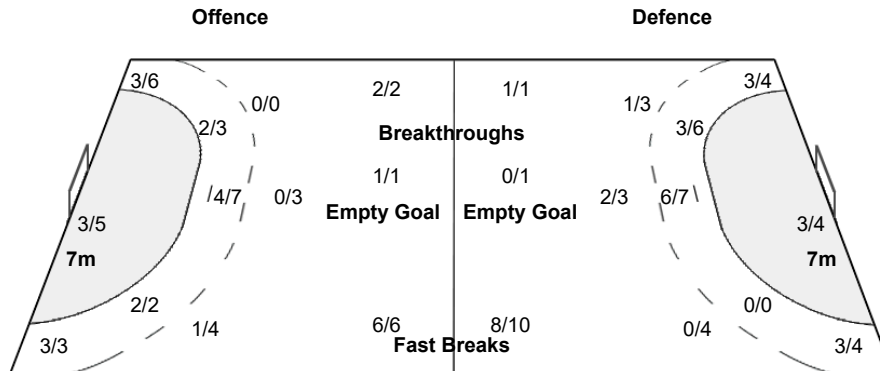 Offence Defence
3/6 2/2 1/1 3/4
0/0 1/3
2/3 Breakthroughs 3/6
1/1 0/1
4/7 0/3 2/3 6/7
Empty Goal Empty Goal
3/5 3/4
7m 7m
2/2 0/0
1/4 6/6 8/10 0/4
3/3 Fast Breaks 3/4